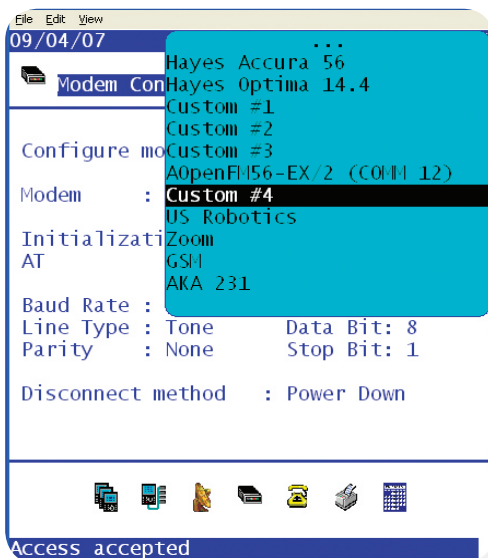 File Edit View
09/04/07
...
Hayes Accura 56
Modem Con
Hayes Optima 14.4
Custom #1
Custom #2
Configure mo
Custom #3
AOpenFM56-EX/2 (COMM 12)
Modem : Custom #4
US Robotics
Initializati
Zoom
AT
GSM
AKA 231
Baud Rate :
Line Type : Tone Data Bit: 8
Parity : None Stop Bit: 1
Disconnect method : Power Down
Access accepted